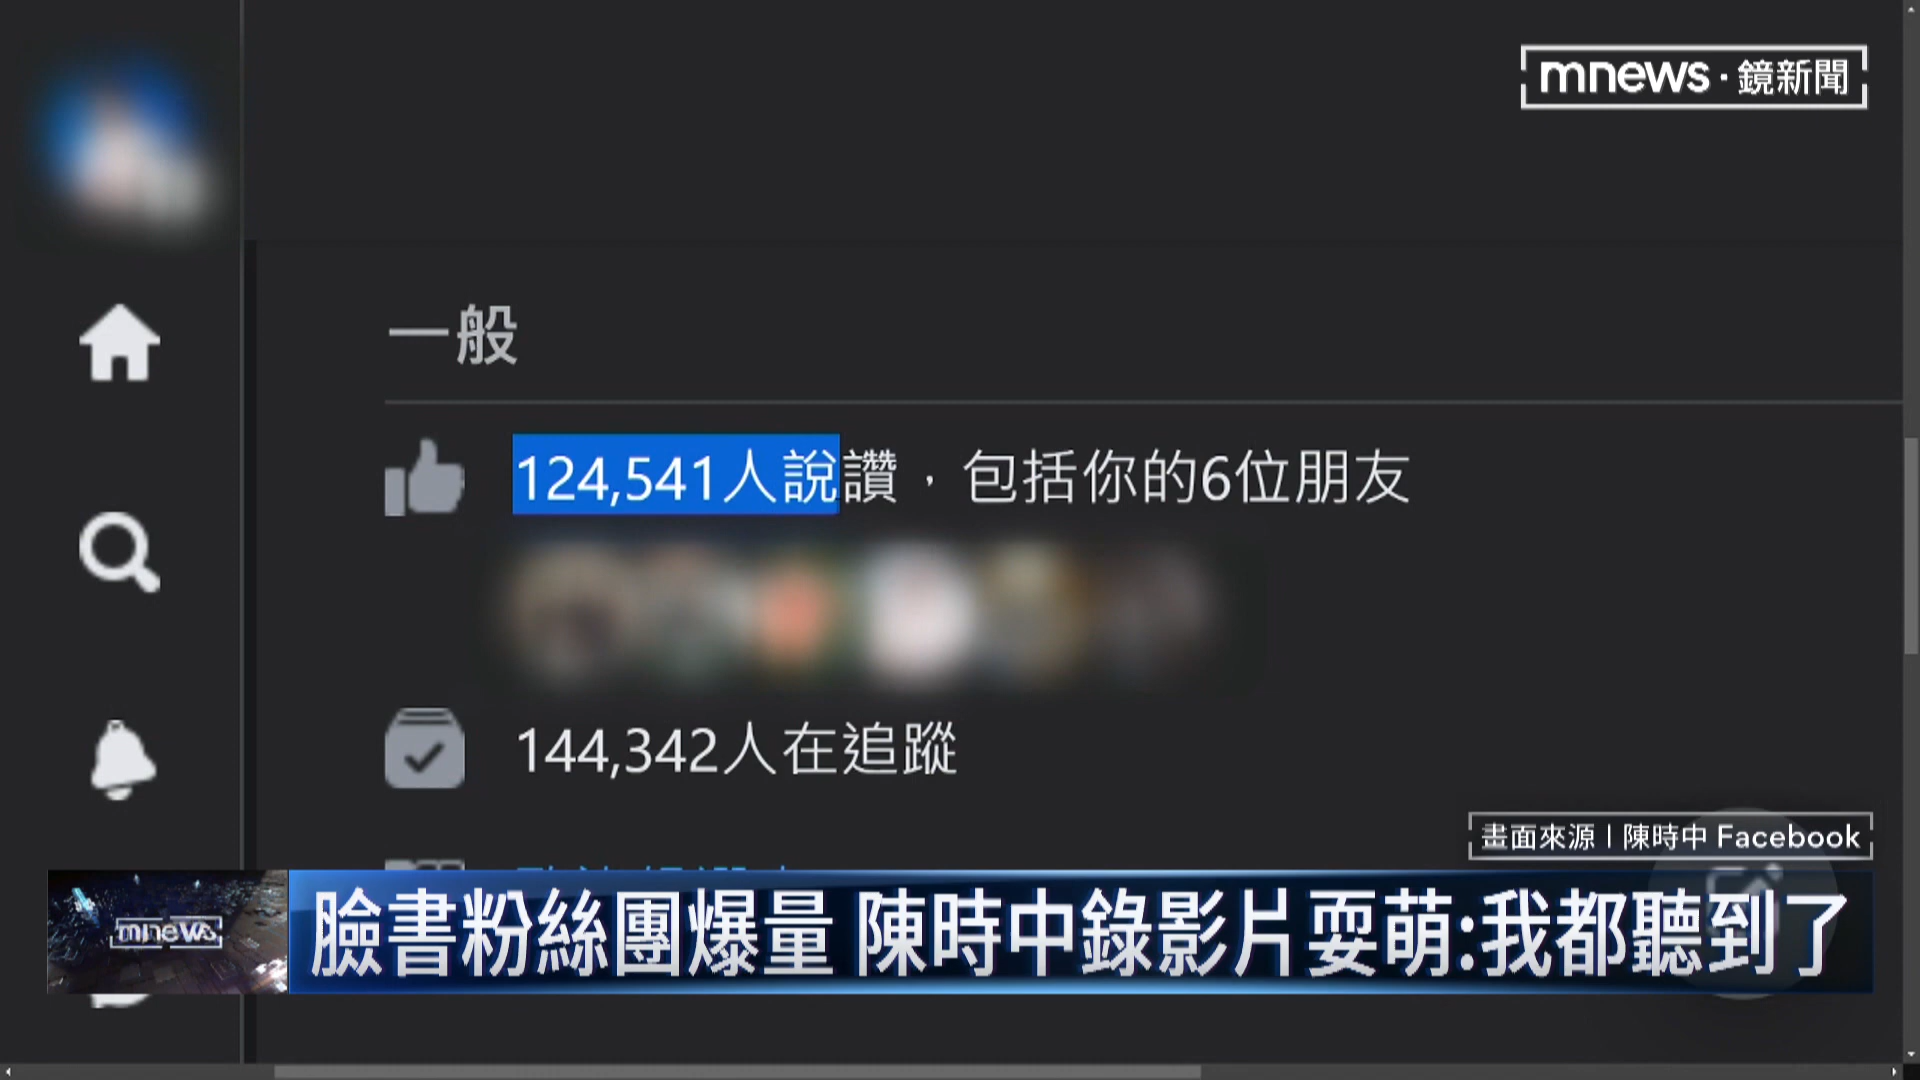 mnews·鏡新聞
一般
124,541人說讚，包括你的6位朋友
144,342人在追蹤
畫面來源 | 陳時中 Facebook
mnews
臉書粉絲團爆量 陳時中錄影片耍萌:我都聽到了